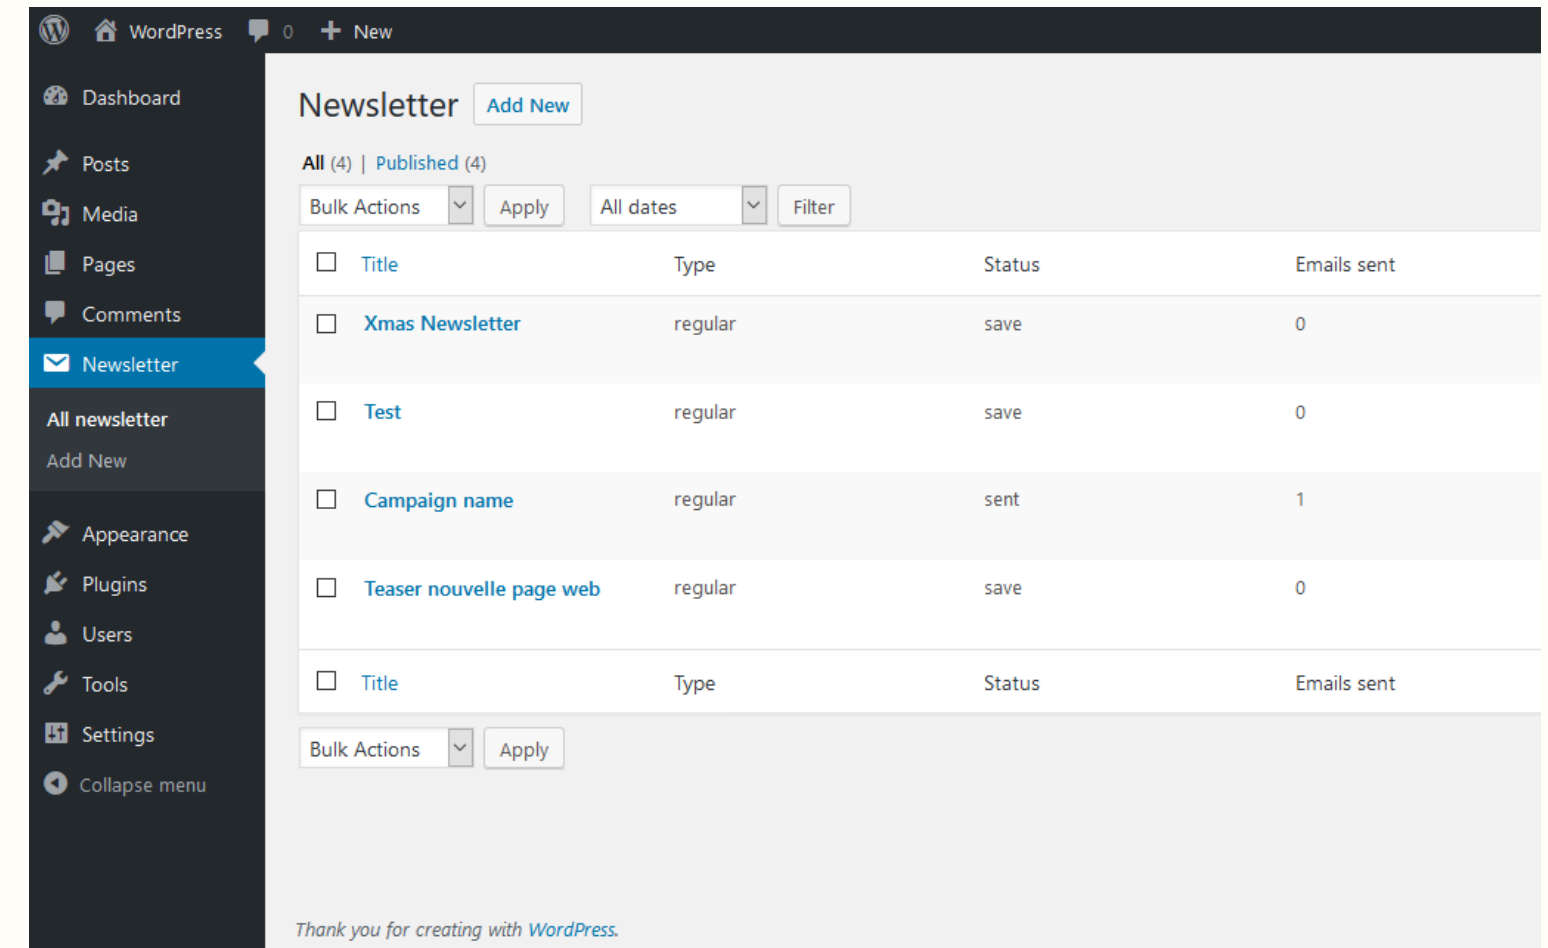 WordPress 0 New
Dashboard
Posts
Media
Pages
Comments
Newsletter
All newsletter
Add New
Appearance
Plugins
Users
Tools
Settings
Collapse menu
Newsletter Add New
All (4) | Published (4)
Bulk Actions Apply All dates Filter
Title Type Status Emails sent
Xmas Newsletter regular save 0
Test regular save 0
Campaign name regular sent 1
Teaser nouvelle page web regular save 0
Title Type Status Emails sent
Bulk Actions Apply
Thank you for creating with WordPress.